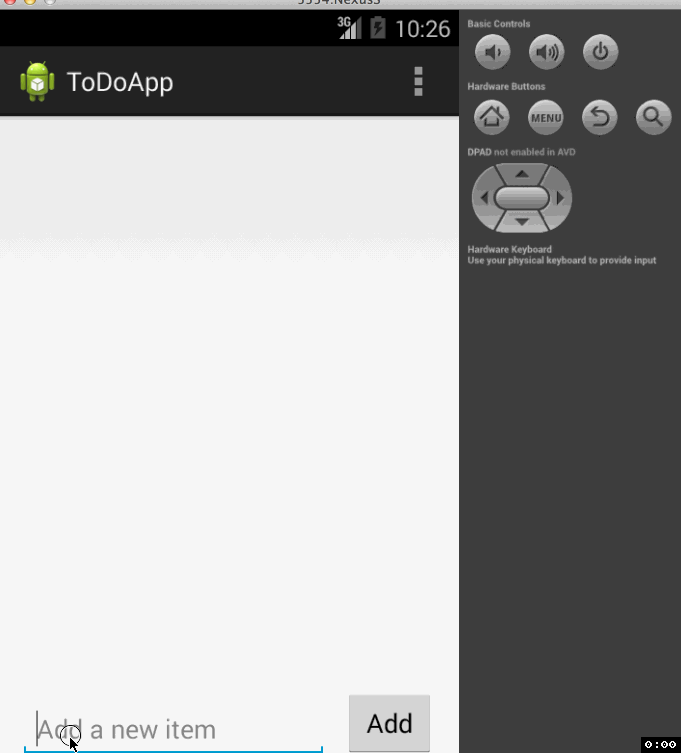 5554:NexusS
3G 10:26
ToDoApp
Add a new item
Add
Basic Controls
Hardware Buttons
MENU
DPAD not enabled in AVD
Hardware Keyboard
Use your physical keyboard to provide input
0:00